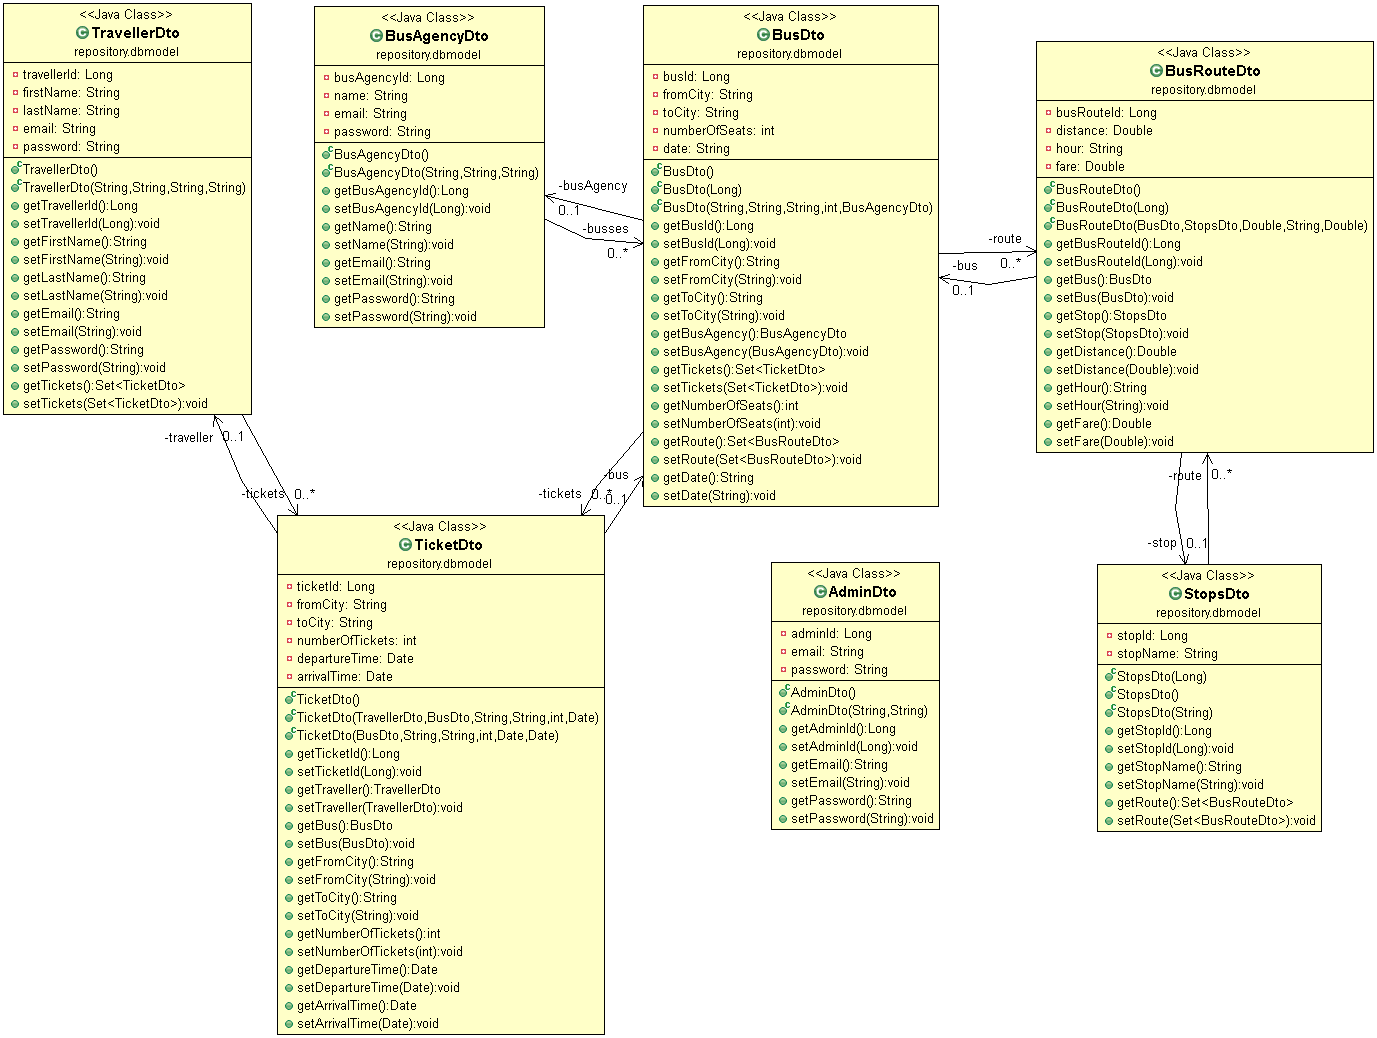 <<Java Class>>
TravellerDto
repository.dbmodel
travellerId: Long
firstName: String
lastName: String
email: String
password: String
TravellerDto()
TravellerDto(String,String,String,String)
getTravellerId():Long
setTravellerId(Long):void
getFirstName():String
setFirstName(String):void
getLastName():String
setLastName(String):void
getEmail():String
setEmail(String):void
getPassword():String
setPassword(String):void
getTickets():Set<TicketDto>
setTickets(Set<TicketDto>):void
<<Java Class>>
BusAgencyDto
repository.dbmodel
busAgencyId: Long
name: String
email: String
password: String
BusAgencyDto()
BusAgencyDto(String,String,String)
getBusAgencyId():Long
setBusAgencyId(Long):void
getName():String
setName(String):void
getEmail():String
setEmail(String):void
getPassword():String
setPassword(String):void
-busAgency
0..1
-busses
0..*
<<Java Class>>
BusDto
repository.dbmodel
busId: Long
fromCity: String
toCity: String
numberOfSeats: int
date: String
BusDto()
BusDto(Long)
BusDto(String,String,String,int,BusAgencyDto)
getBusId():Long
setBusId(Long):void
getFromCity():String
setFromCity(String):void
getToCity():String
setToCity(String):void
getBusAgency():BusAgencyDto
setBusAgency(BusAgencyDto):void
getTickets():Set<TicketDto>
setTickets(Set<TicketDto>):void
getNumberOfSeats():int
setNumberOfSeats(int):void
getRoute():Set<BusRouteDto>
setRoute(Set<BusRouteDto>):void
getDate():String
setDate(String):void
-route
0..*
-bus
0..1
<<Java Class>>
BusRouteDto
repository.dbmodel
busRouteId: Long
distance: Double
hour: String
fare: Double
BusRouteDto()
BusRouteDto(Long)
BusRouteDto(BusDto,StopsDto,Double,String,Double)
getBusRouteId():Long
setBusRouteId(Long):void
getBus():BusDto
setBus(BusDto):void
getStop():StopsDto
setStop(StopsDto):void
getDistance():Double
setDistance(Double):void
getHour():String
setHour(String):void
getFare():Double
setFare(Double):void
-traveller 0..1
-tickets 0..*
-bus
-tickets 0..*
0..1
-route 0..*
-stop 0..1
<<Java Class>>
TicketDto
repository.dbmodel
ticketId: Long
fromCity: String
toCity: String
numberOfTickets: int
departureTime: Date
arrivalTime: Date
TicketDto()
TicketDto(TravellerDto,BusDto,String,String,int,Date)
TicketDto(BusDto,String,String,int,Date,Date)
getTicketId():Long
setTicketId(Long):void
getTraveller():TravellerDto
setTraveller(TravellerDto):void
getBus():BusDto
setBus(BusDto):void
getFromCity():String
setFromCity(String):void
getToCity():String
setToCity(String):void
getNumberOfTickets():int
setNumberOfTickets(int):void
getDepartureTime():Date
setDepartureTime(Date):void
getArrivalTime():Date
setArrivalTime(Date):void
<<Java Class>>
AdminDto
repository.dbmodel
adminId: Long
email: String
password: String
AdminDto()
AdminDto(String,String)
getAdminId():Long
setAdminId(Long):void
getEmail():String
setEmail(String):void
getPassword():String
setPassword(String):void
<<Java Class>>
StopsDto
repository.dbmodel
stopId: Long
stopName: String
StopsDto(Long)
StopsDto()
StopsDto(String)
getStopId():Long
setStopId(Long):void
getStopName():String
setStopName(String):void
getRoute():Set<BusRouteDto>
setRoute(Set<BusRouteDto>):void